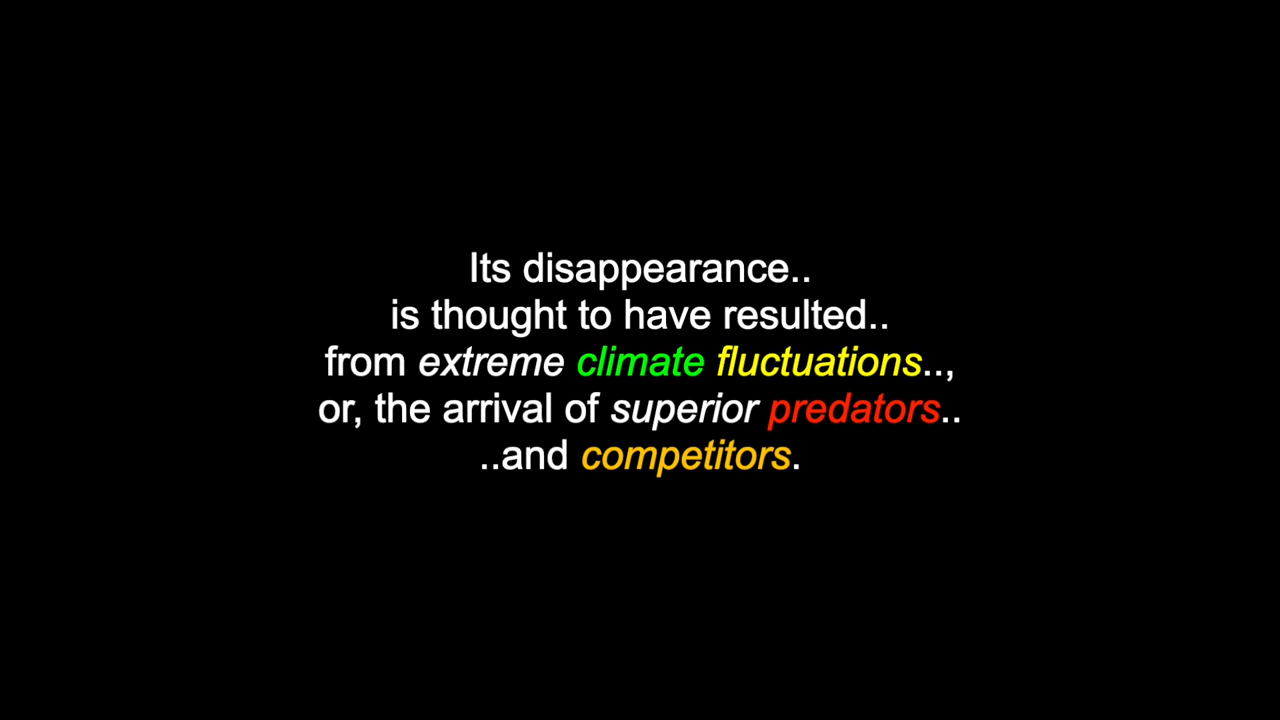 Its disappearance..
is thought to have resulted..
from extreme climate fluctuations..,
or, the arrival of superior predators..
..and competitors.